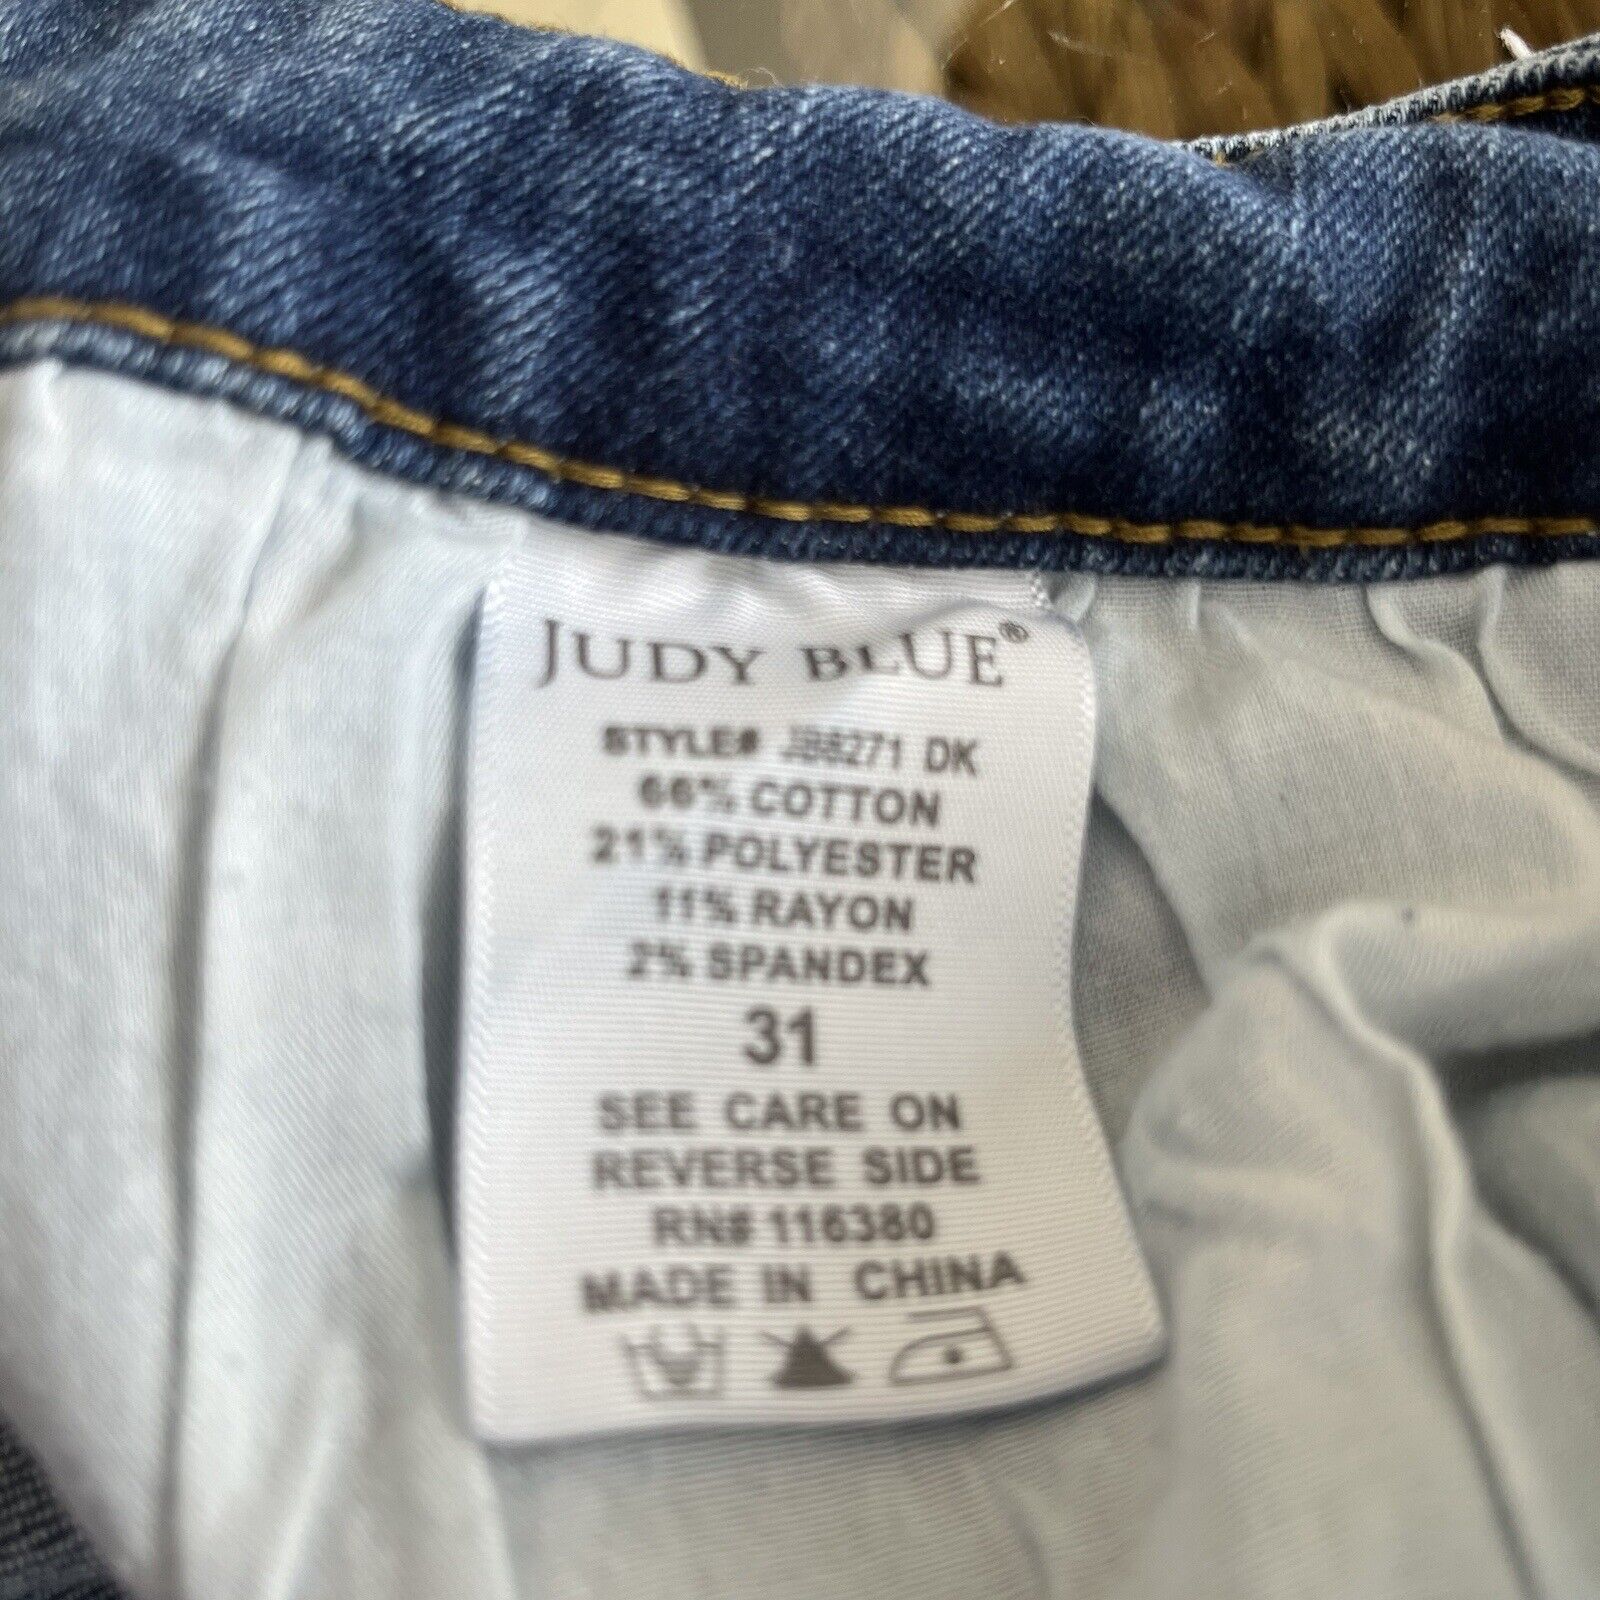 JUDY BLUE®
STYLE# JB8271 DK
66% COTTON
21% POLYESTER
11% RAYON
2% SPANDEX
31
SEE CARE ON
REVERSE SIDE
RN# 116380
MADE IN CHINA